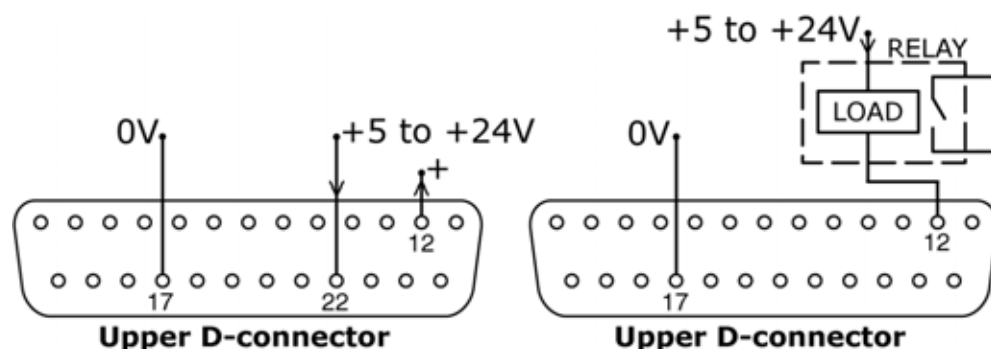 +5 to +24V
RELAY
LOAD
0V
+5 to +24V
+
0V
12
12
17
22
17
Upper D-connector
Upper D-connector